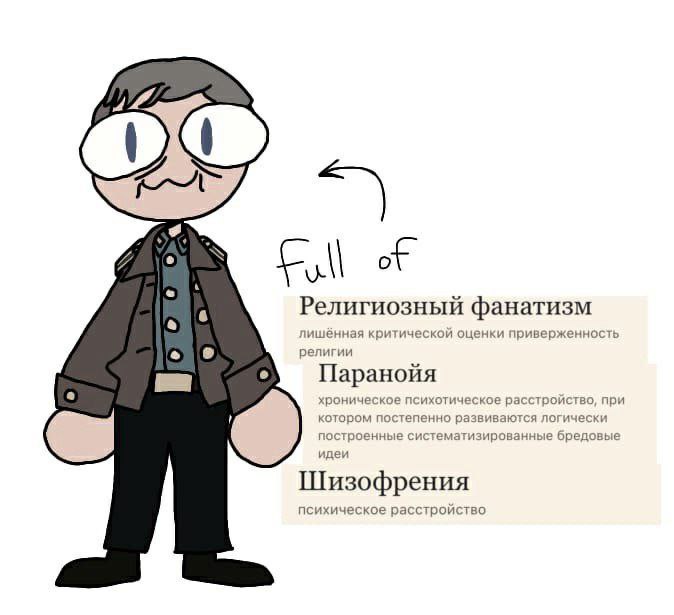 full of
Религиозный фанатизм
лишённая критической оценки приверженность
религии
Паранойя
хроническое психотическое расстройство, при
котором постепенно развиваются логически
построенные систематизированные бредовые
идеи
Шизофрения
психическое расстройство